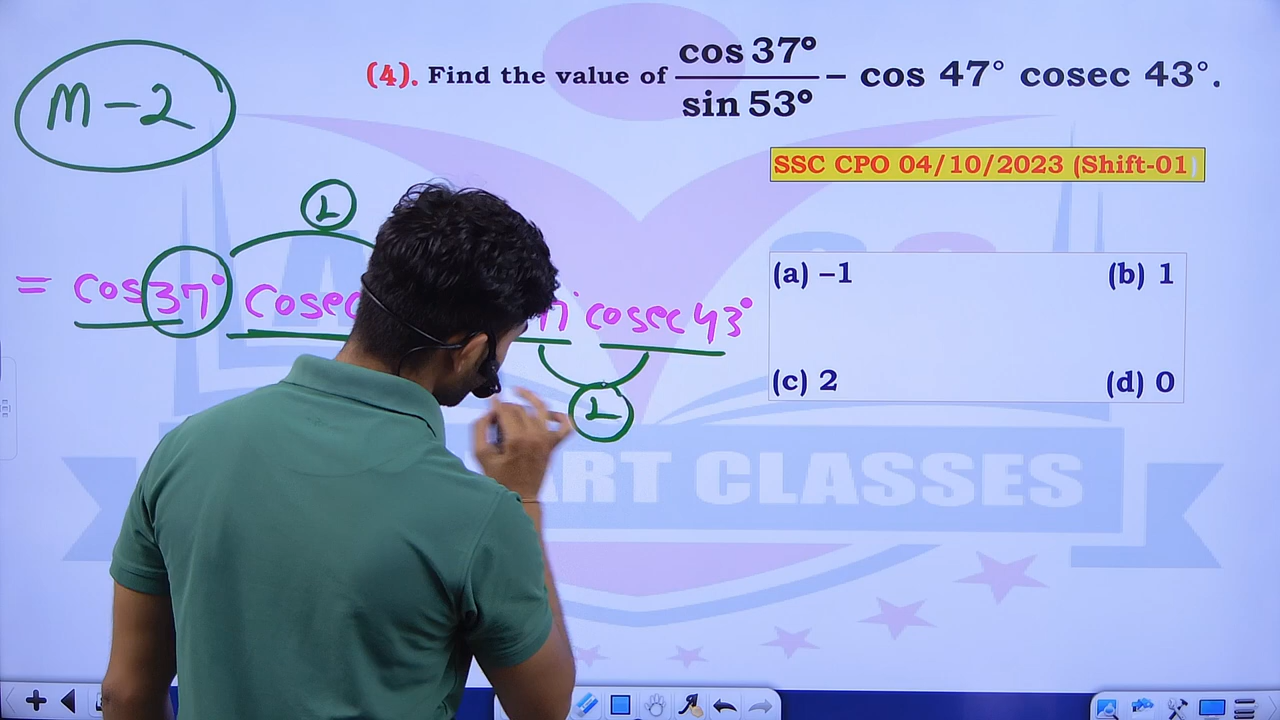 M-2
(4). Find the value of cos 37° / sin 53° − cos 47° cosec 43°.
SSC CPO 04/10/2023 (Shift-01)
1
= cos 37° cosec cosec 43°
1
(a) −1
(b) 1
(c) 2
(d) 0
ART CLASSES